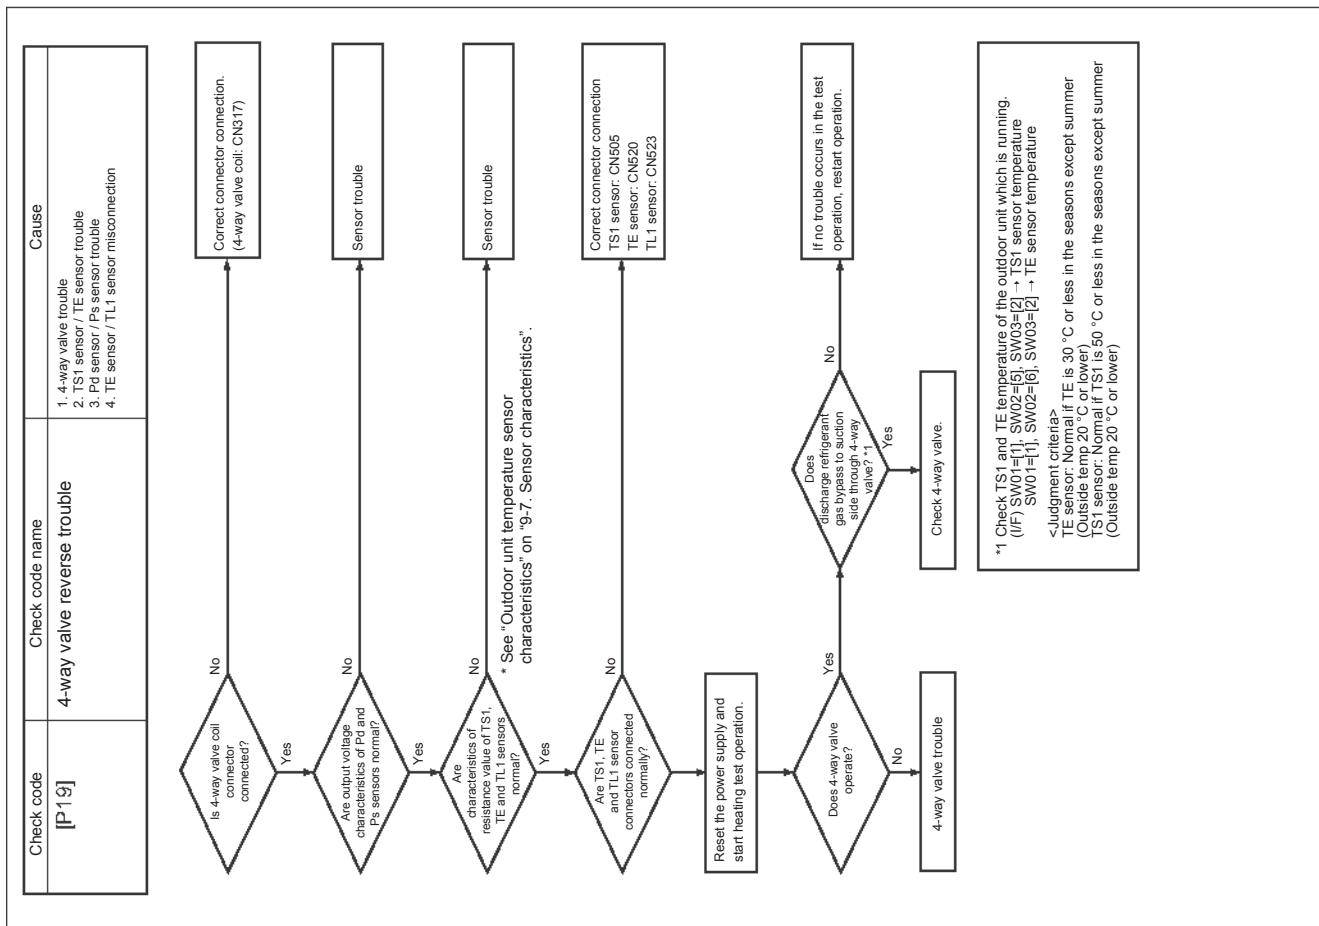 Check code
Check code name
Cause
[P19]
4-way valve reverse trouble
1. 4-way valve trouble
2. TS1 sensor / TE sensor trouble
3. Pd sensor / Ps sensor trouble
4. TE sensor / TL1 sensor misconnection
Is 4-way valve coil
connector
connected?
No
Correct connector connection.
(4-way valve coil: CN317)
Yes
Are output voltage
characteristics of Pd and
Ps sensors normal?
No
Sensor trouble
Yes
Are
characteristics of
resistance value of TS1,
TE and TL1 sensors
normal?
No
Sensor trouble
* See “Outdoor unit temperature sensor
characteristics” on “9-7. Sensor characteristics”.
Yes
Are TS1, TE
and TL1 sensor
connectors connected
normally?
No
Correct connector connection
TS1 sensor: CN505
TE sensor: CN520
TL1 sensor: CN523
Reset the power supply and
start heating test operation.
Does 4-way valve
operate?
Yes
No
4-way valve trouble
Does
discharge refrigerant
gas bypass to suction
side through 4-way
valve? *1
No
If no trouble occurs in the test
operation, restart operation.
Yes
Check 4-way valve.
*1 Check TS1 and TE temperature of the outdoor unit which is running.
(I/F) SW01=[1], SW02=[5], SW03=[2] → TS1 sensor temperature
SW01=[1], SW02=[6], SW03=[2] → TE sensor temperature
<Judgment criteria>
TE sensor: Normal if TE is 30 °C or less in the seasons except summer
(Outside temp 20 °C or lower)
TS1 sensor: Normal if TS1 is 50 °C or less in the seasons except summer
(Outside temp 20 °C or lower)